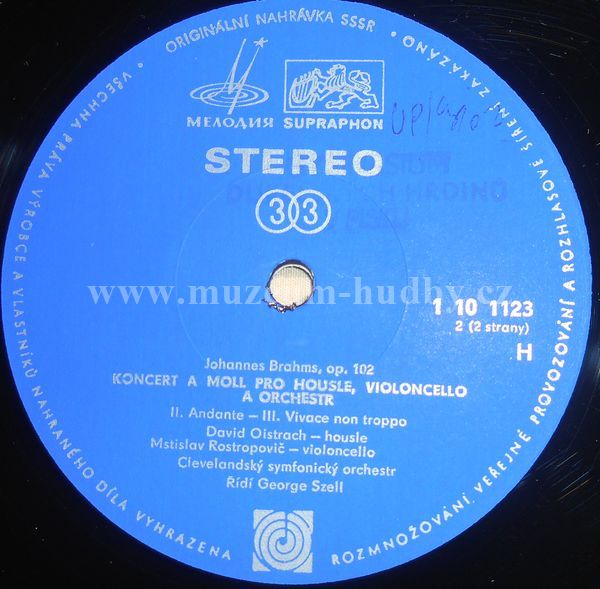 ORIGINÁLNÍ NAHRÁVKA SSSR
МЕЛОДИЯ SUPRAPHON
STEREO
33
www.muzeum-hudby.cz
1 10 1123
2 (2 strany)
H
Johannes Brahms, op. 102
KONCERT A MOLL PRO HOUSLE, VIOLONCELLO
A ORCHESTR
II. Andante – III. Vivace non troppo
David Oistrach – housle
Mstislav Rostropovič – violoncello
Clevelandský symfonický orchestr
Řídí George Szell
VŠECHNA PRÁVA VÝROBCE A VLASTNÍKŮ NAHRANÉHO DÍLA VYHRAZENA
ROZMNOŽOVÁNÍ, VEŘEJNÉ PROVOZOVÁNÍ A ROZHLASOVÉ ŠÍŘENÍ ZAKÁZÁNO